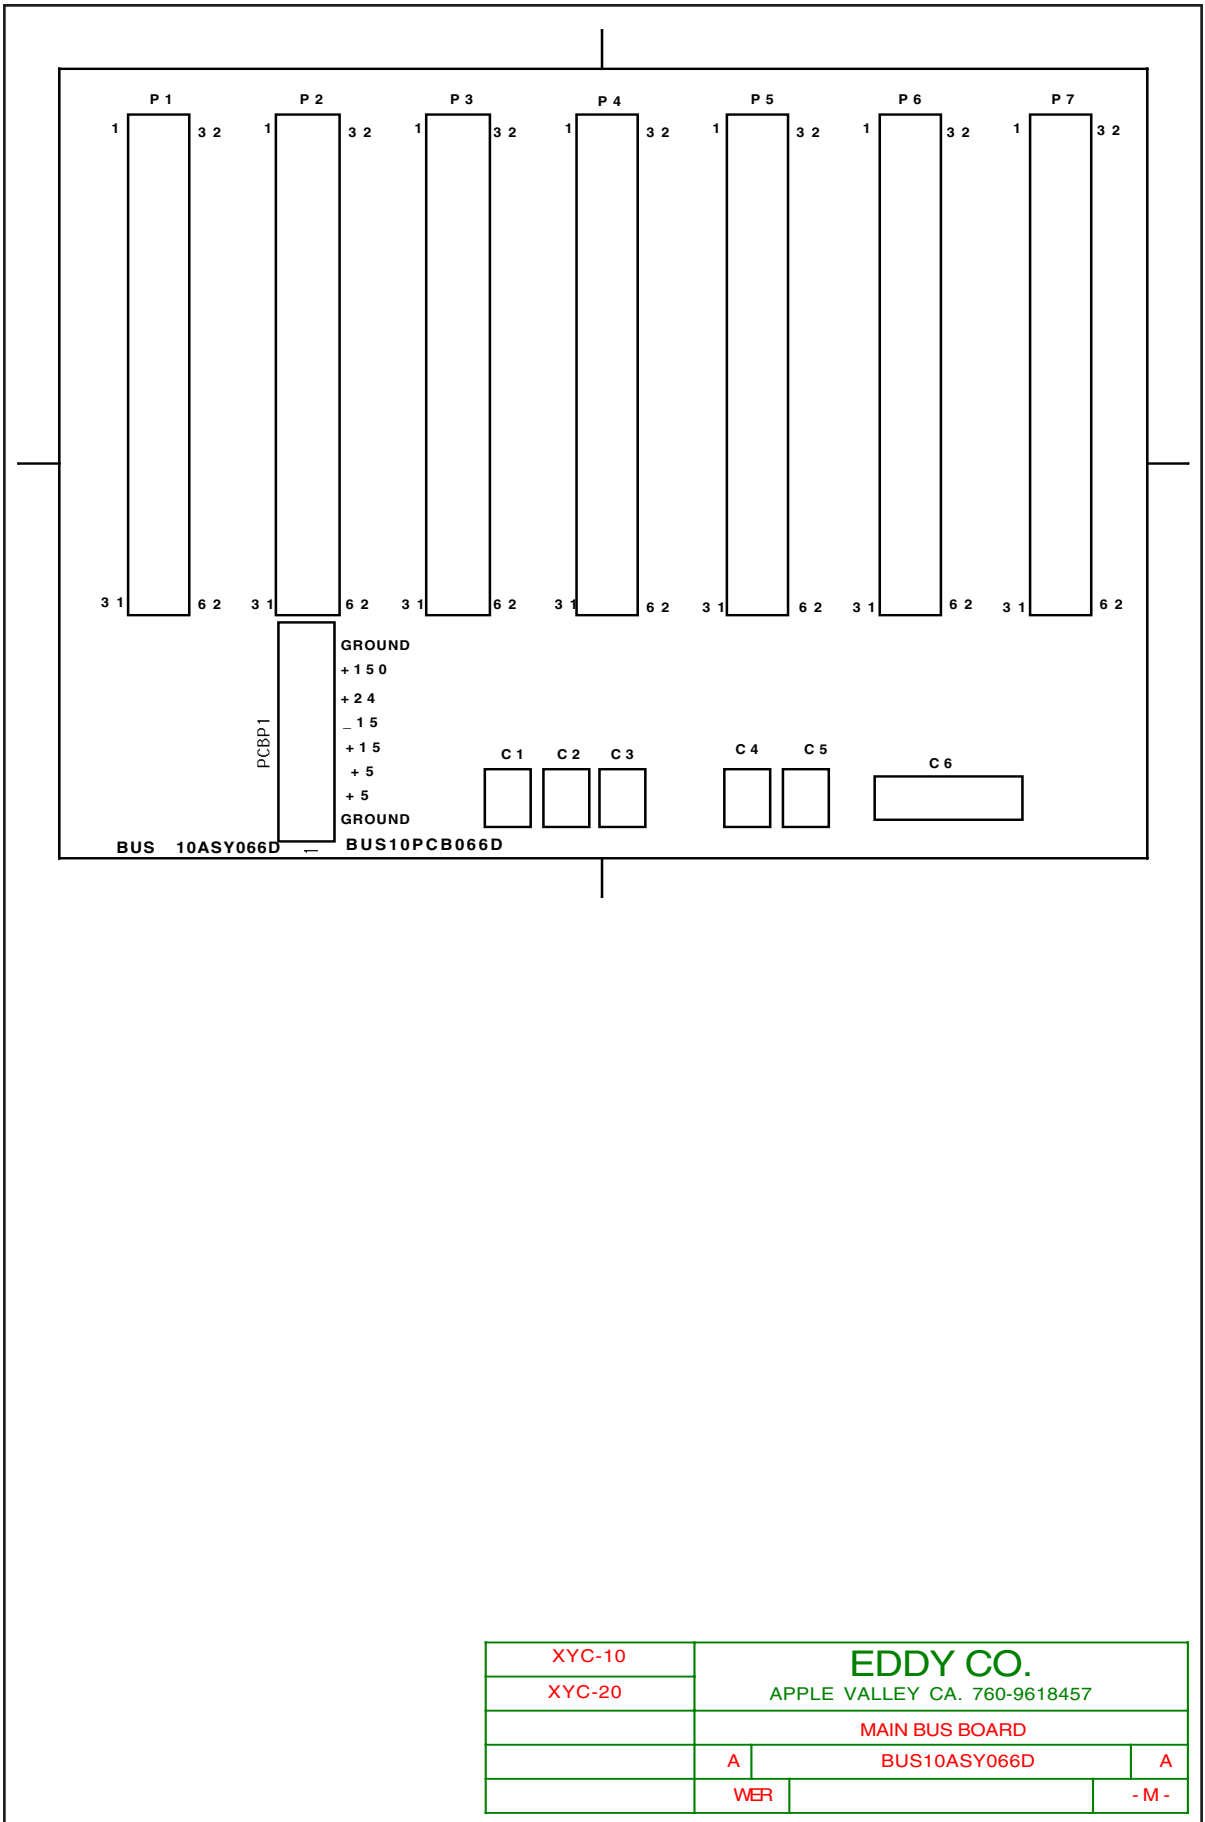 P 1 P 2 P 3 P 4 P 5 P 6 P 7
1 3 2 1 3 2 1 3 2 1 3 2 1 3 2 1 3 2 1 3 2
3 1 6 2 3 1 6 2 3 1 6 2 3 1 6 2 3 1 6 2 3 1 6 2 3 1 6 2
GROUND
+ 1 5 0
+ 2 4
_ 1 5
+ 1 5
+ 5
+ 5
GROUND
PCBP1
C 1 C 2 C 3 C 4 C 5 C 6
BUS 10ASY066D 1 BUS10PCB066D
XYC-10
XYC-20
EDDY CO.
APPLE VALLEY CA. 760-9618457
MAIN BUS BOARD
A BUS10ASY066D A
WER - M -